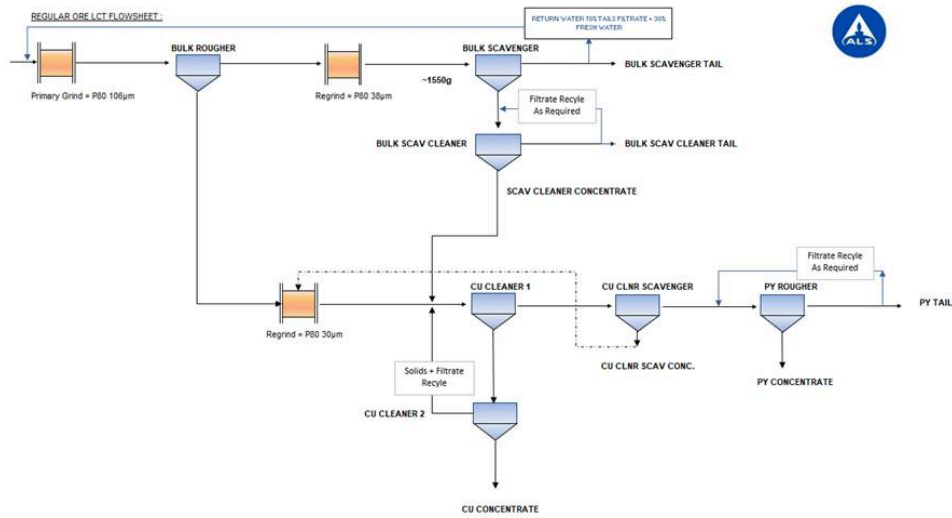 REGULAR ORE LCT FLOWSHEET :
RETURN WATER 70% TAILS FILTRATE + 30%
FRESH WATER
ALS
BULK ROUGHER
BULK SCAVENGER
BULK SCAVENGER TAIL
~1550g
Primary Grind = P80 106µm
Regrind = P80 38µm
Filtrate Recyle
As Required
BULK SCAV CLEANER
BULK SCAV CLEANER TAIL
SCAV CLEANER CONCENTRATE
Filtrate Recyle
As Required
CU CLEANER 1
CU CLNR SCAVENGER
PY ROUGHER
PY TAIL
Regrind = P80 30µm
CU CLNR SCAV CONC.
PY CONCENTRATE
Solids + Filtrate
Recyle
CU CLEANER 2
CU CONCENTRATE